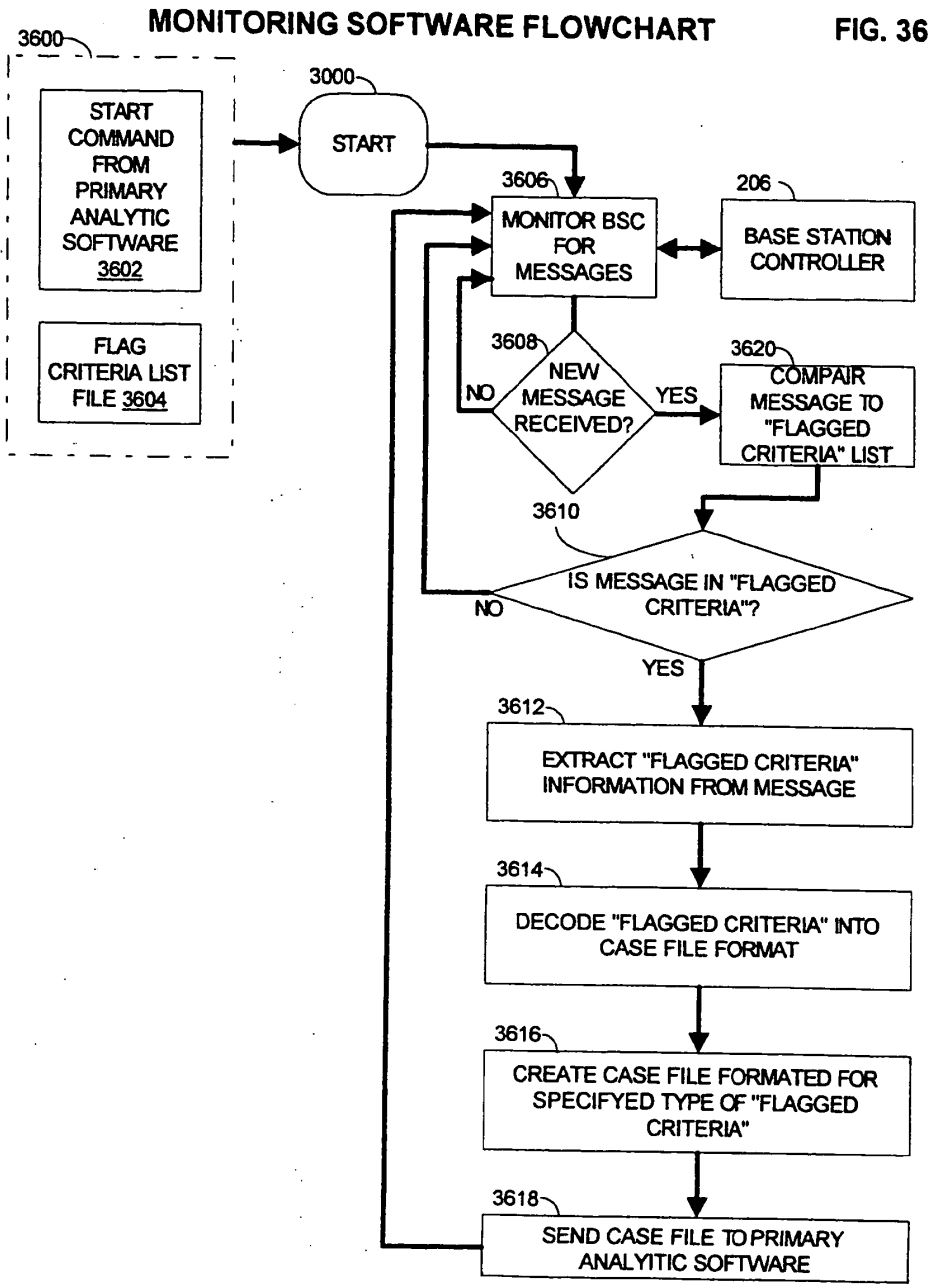 MONITORING SOFTWARE FLOWCHART
FIG. 36
3600
START
COMMAND
FROM
PRIMARY
ANALYTIC
SOFTWARE
3602
FLAG
CRITERIA LIST
FILE 3604
3000
START
3606
MONITOR BSC
FOR
MESSAGES
206
BASE STATION
CONTROLLER
3608
NEW
MESSAGE
RECEIVED?
NO
YES
3620
COMPAIR
MESSAGE TO
"FLAGGED
CRITERIA" LIST
3610
IS MESSAGE IN "FLAGGED
CRITERIA"?
NO
YES
3612
EXTRACT "FLAGGED CRITERIA"
INFORMATION FROM MESSAGE
3614
DECODE "FLAGGED CRITERIA" INTO
CASE FILE FORMAT
3616
CREATE CASE FILE FORMATED FOR
SPECIFYED TYPE OF "FLAGGED
CRITERIA"
3618
SEND CASE FILE TO PRIMARY
ANALYITIC SOFTWARE